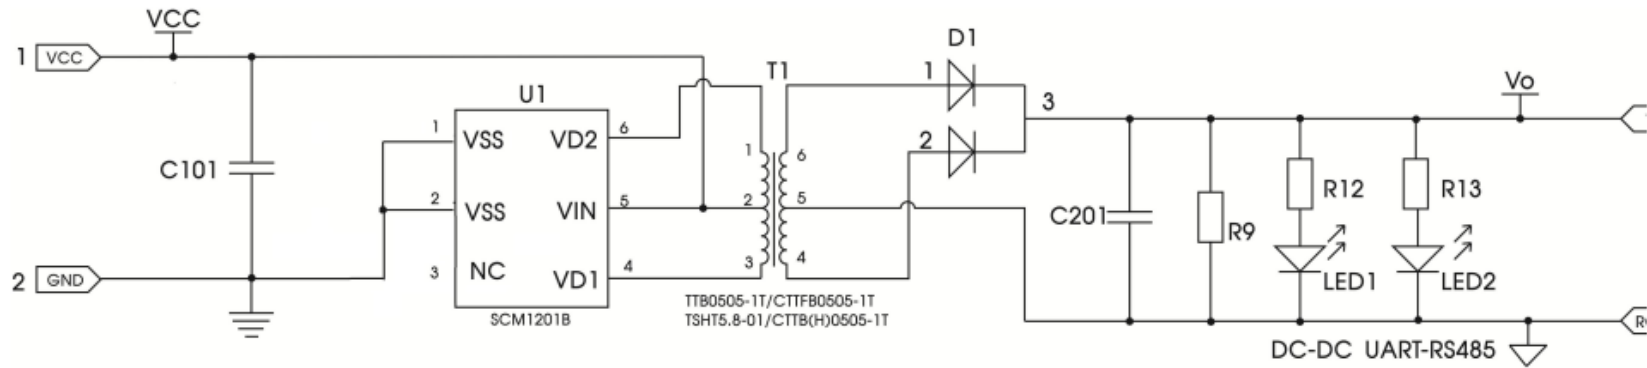 VCC
1 VCC
D1
T1
1
3
Vo
U1
1 VSS VD2 6
2
1
6
C101
2 VSS VIN 5
2
5
C201
R9
R12
R13
3 NC VD1 4
3
4
2 GND
LED1
LED2
SCM1201B
TTB0505-1T/CTTFB0505-1T
TSHT5.8-01/CTTB(H)0505-1T
DC-DC UART-RS485